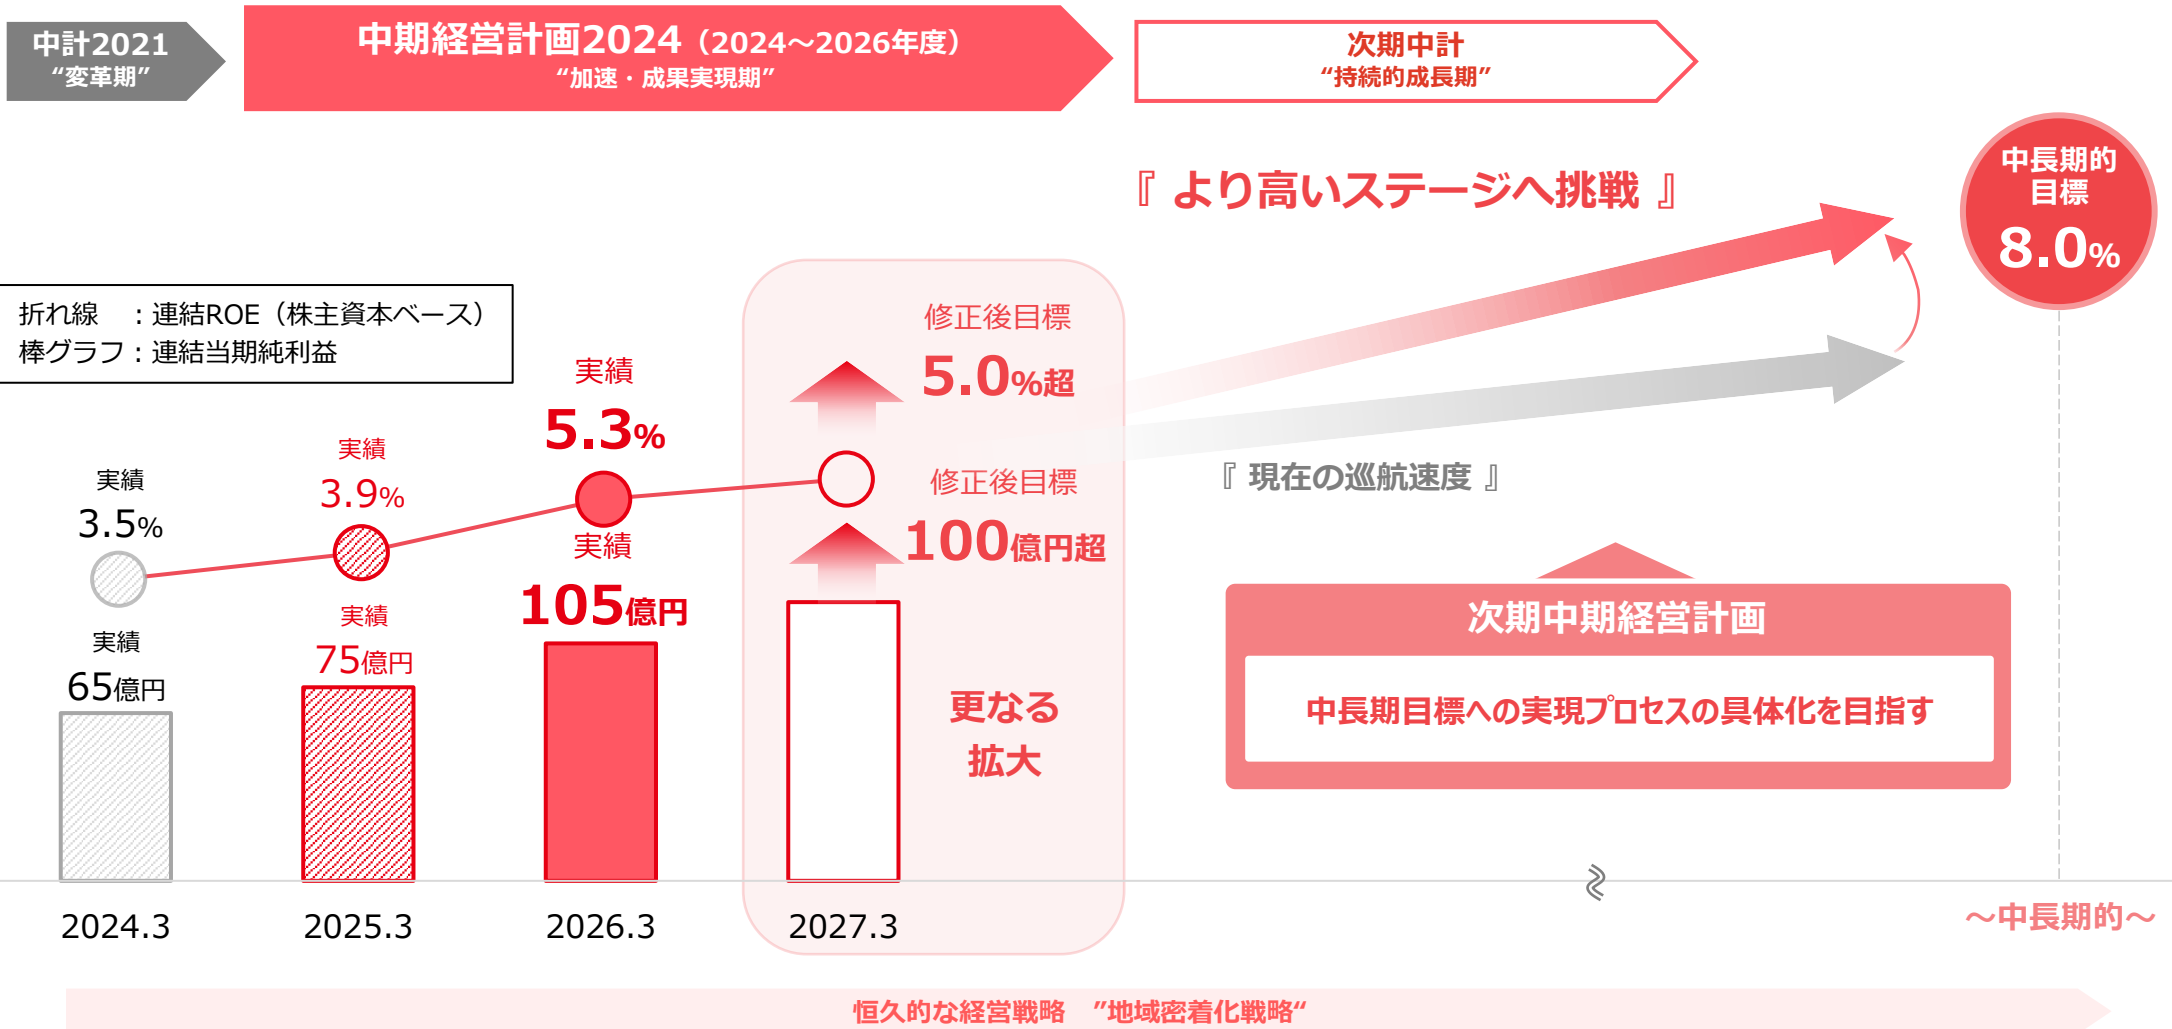 中計2021
“変革期”
中期経営計画2024（2024～2026年度）
“加速・成果実現期”
次期中計
“持続的成長期”
中長期的
目標
8.0%
『 より高いステージへ挑戦 』
折れ線　：連結ROE（株主資本ベース）
棒グラフ：連結当期純利益
修正後目標
5.0%超
実績
5.3%
実績
3.9%
実績
3.5%
『 現在の巡航速度 』
修正後目標
100億円超
実績
105億円
実績
75億円
実績
65億円
更なる
拡大
次期中期経営計画
中長期目標への実現プロセスの具体化を目指す
2024.3
2025.3
2026.3
2027.3
～中長期的～
恒久的な経営戦略　”地域密着化戦略“